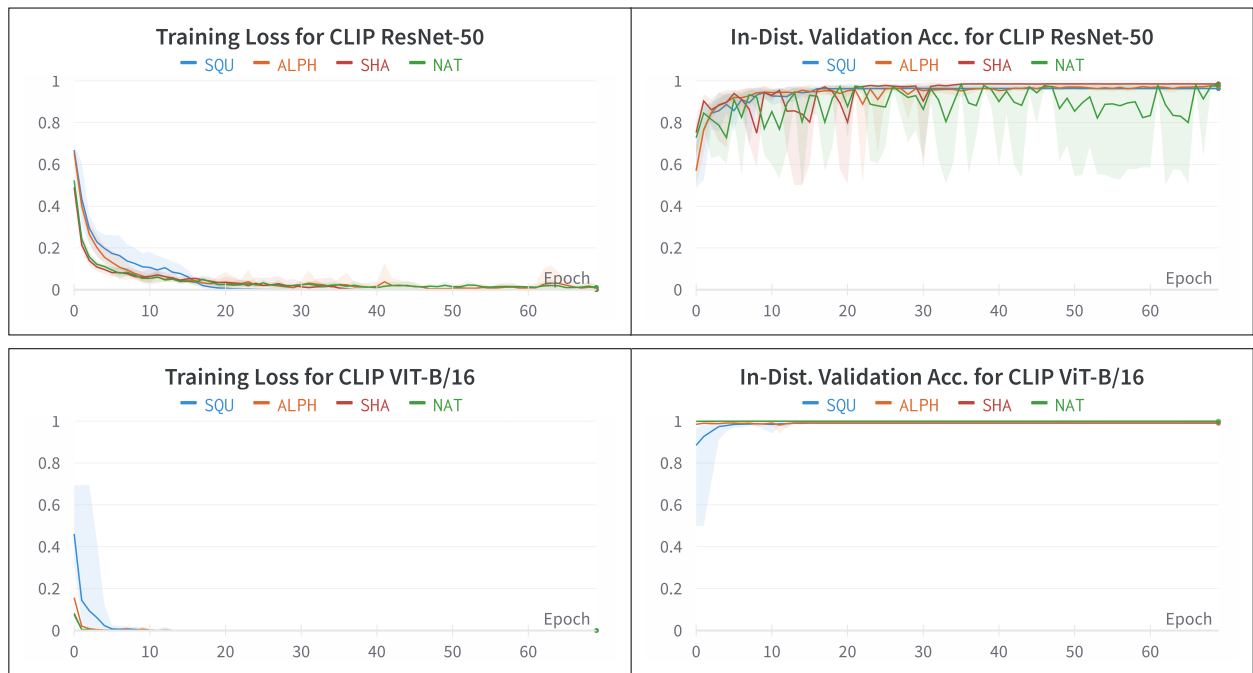 Training Loss for CLIP ResNet-50
SQU ALPH SHA NAT
1
0.8
0.6
0.4
0.2
0
Epoch
0 10 20 30 40 50 60
In-Dist. Validation Acc. for CLIP ResNet-50
SQU ALPH SHA NAT
1
0.8
0.6
0.4
0.2
0
Epoch
0 10 20 30 40 50 60
Training Loss for CLIP VIT-B/16
SQU ALPH SHA NAT
1
0.8
0.6
0.4
0.2
0
Epoch
0 10 20 30 40 50 60
In-Dist. Validation Acc. for CLIP ViT-B/16
SQU ALPH SHA NAT
1
0.8
0.6
0.4
0.2
0
Epoch
0 10 20 30 40 50 60